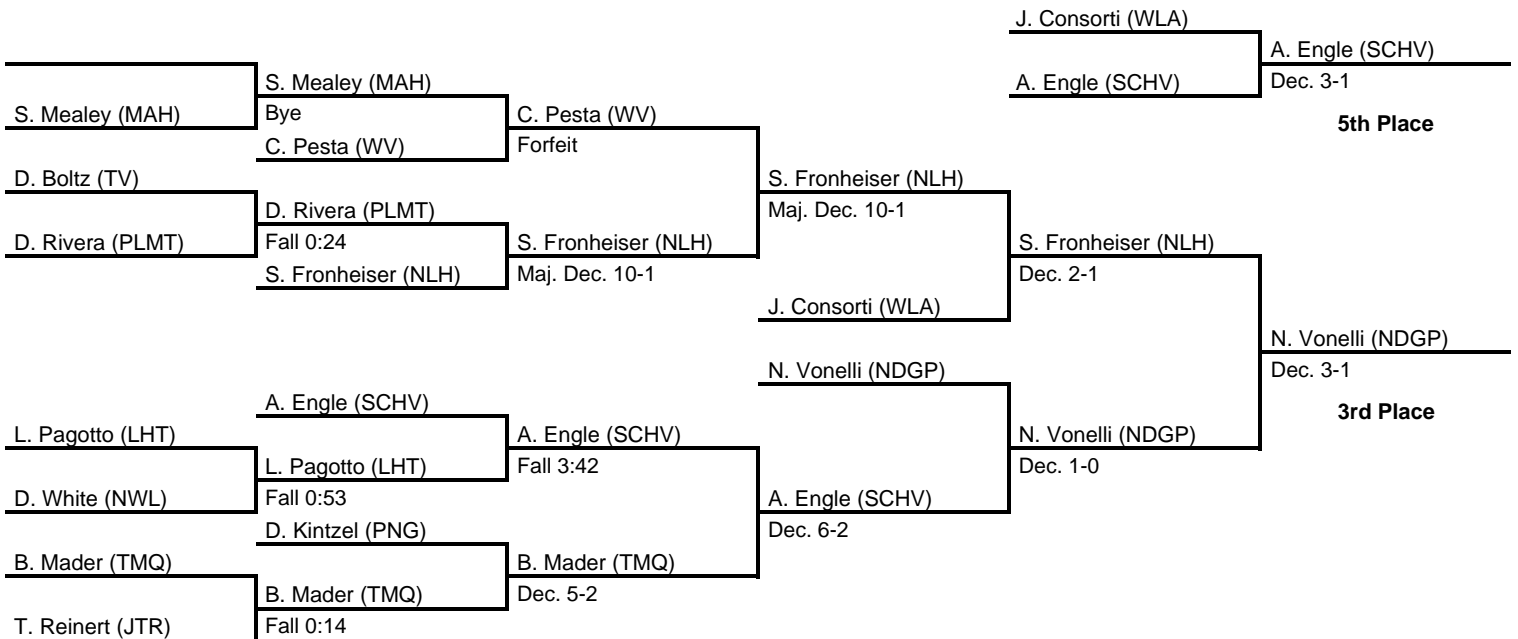 J. Consorti (WLA)
A. Engle (SCHV)
S. Mealey (MAH)
A. Engle (SCHV)
Dec. 3-1
S. Mealey (MAH)
Bye
C. Pesta (WV)
5th Place
C. Pesta (WV)
Forfeit
D. Boltz (TV)
S. Fronheiser (NLH)
D. Rivera (PLMT)
Maj. Dec. 10-1
D. Rivera (PLMT)
Fall 0:24
S. Fronheiser (NLH)
S. Fronheiser (NLH)
S. Fronheiser (NLH)
Maj. Dec. 10-1
Dec. 2-1
J. Consorti (WLA)
N. Vonelli (NDGP)
N. Vonelli (NDGP)
Dec. 3-1
A. Engle (SCHV)
3rd Place
L. Pagotto (LHT)
A. Engle (SCHV)
N. Vonelli (NDGP)
L. Pagotto (LHT)
Fall 3:42
Dec. 1-0
D. White (NWL)
Fall 0:53
A. Engle (SCHV)
D. Kintzel (PNG)
Dec. 6-2
B. Mader (TMQ)
B. Mader (TMQ)
B. Mader (TMQ)
Dec. 5-2
T. Reinert (JTR)
Fall 0:14